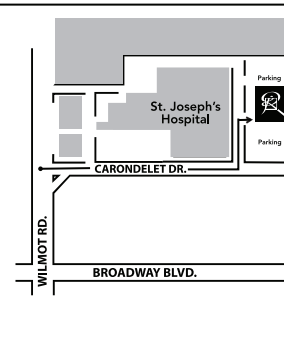 Parking
St. Joseph's
Hospital
Parking
CARONDELET DR.
WILMOT RD.
BROADWAY BLVD.